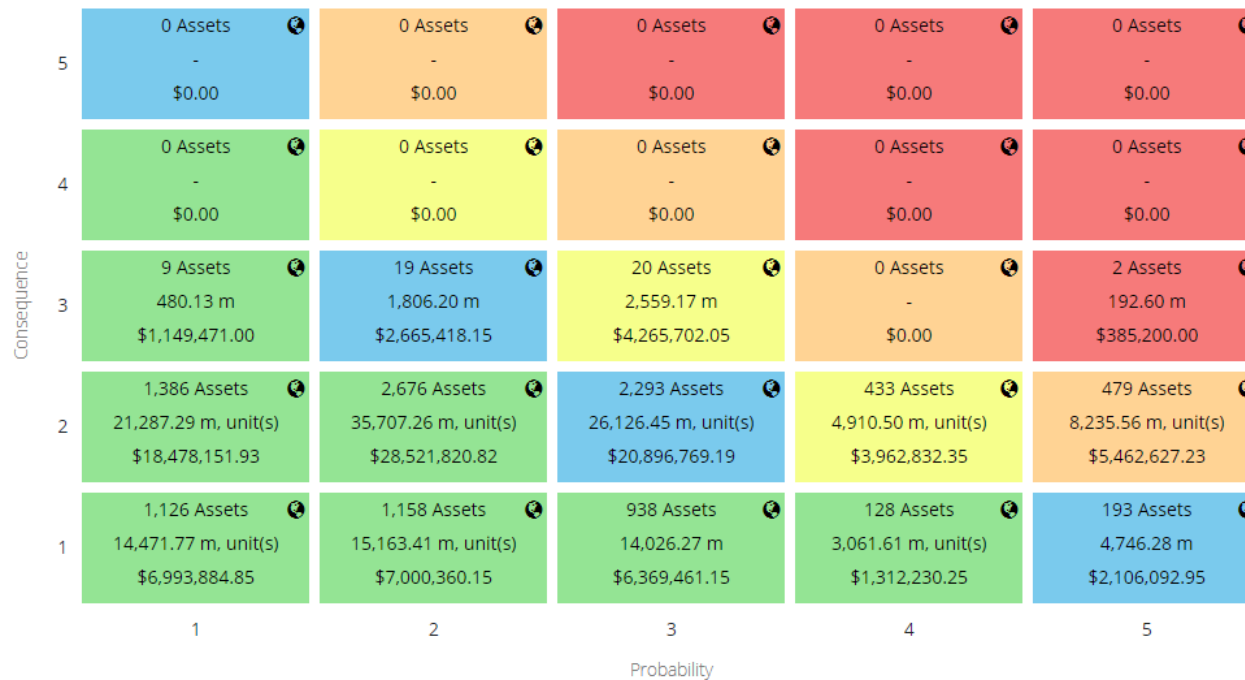 0 Assets 0 Assets 0 Assets 0 Assets 0 Assets
5 - - - - -
$0.00 $0.00 $0.00 $0.00 $0.00
0 Assets 0 Assets 0 Assets 0 Assets 0 Assets
4 - - - - -
$0.00 $0.00 $0.00 $0.00 $0.00
Consequence
9 Assets 19 Assets 20 Assets 0 Assets 2 Assets
3 480.13 m 1,806.20 m 2,559.17 m - 192.60 m
$1,149,471.00 $2,665,418.15 $4,265,702.05 $0.00 $385,200.00
1,386 Assets 2,676 Assets 2,293 Assets 433 Assets 479 Assets
2 21,287.29 m, unit(s) 35,707.26 m, unit(s) 26,126.45 m, unit(s) 4,910.50 m, unit(s) 8,235.56 m, unit(s)
$18,478,151.93 $28,521,820.82 $20,896,769.19 $3,962,832.35 $5,462,627.23
1,126 Assets 1,158 Assets 938 Assets 128 Assets 193 Assets
1 14,471.77 m, unit(s) 15,163.41 m, unit(s) 14,026.27 m 3,061.61 m, unit(s) 4,746.28 m
$6,993,884.85 $7,000,360.15 $6,369,461.15 $1,312,230.25 $2,106,092.95
1 2 3 4 5
Probability